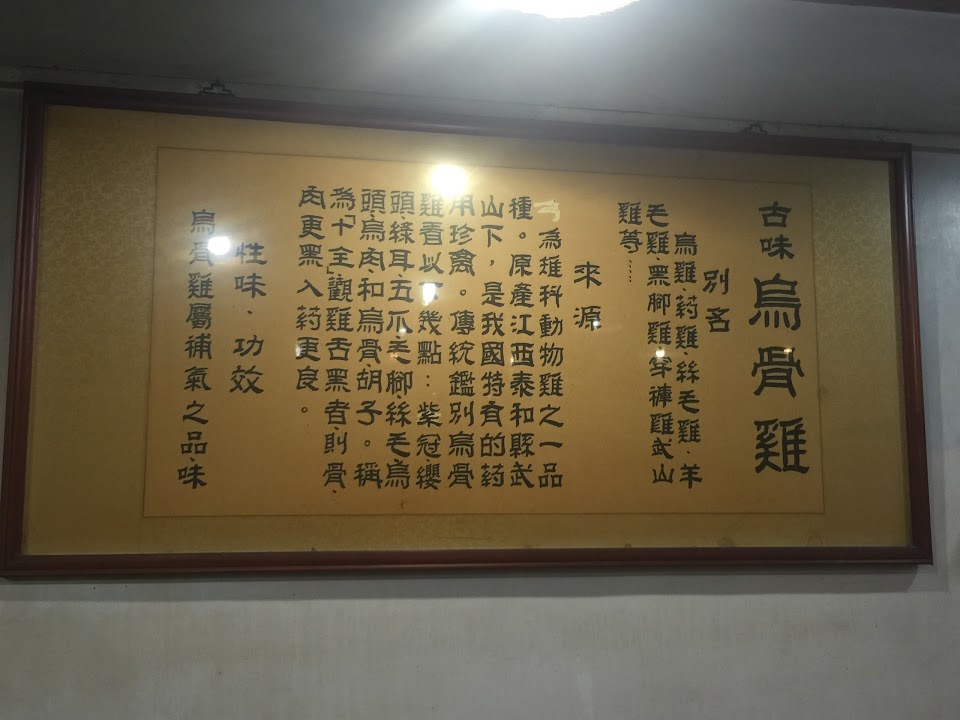 古味烏骨雞
別名
烏雞.葯雞.絲毛雞.羊
毛雞.黑腳雞.穿褲雞.武山
雞等……
來源
為雉科動物雞之一品
種。原產江西泰和縣武
山下，是我國特有的葯
用珍禽。傳統鑑別烏骨
雞看以下幾點：紫冠.纓
頭.綠耳.五爪.毛腳.絲毛.烏
頭.烏肉和烏骨.胡子。稱
為「十全」觀雞舌黑者.則骨.
肉更黑.入葯更良。
性味．功效
烏骨雞屬補氣之品.味